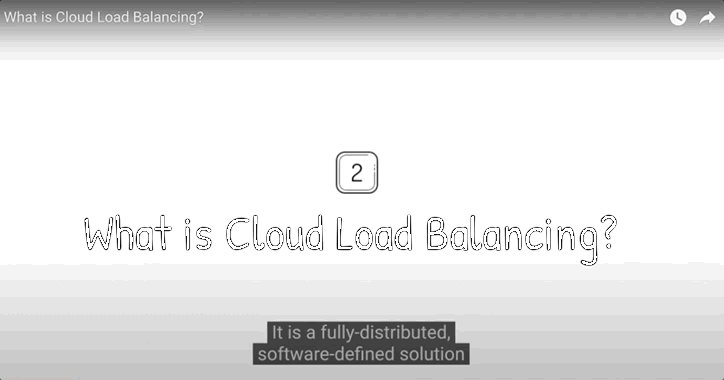 What is Cloud Load Balancing?
2
What is Cloud Load Balancing?
It is a fully-distributed,
software-defined solution